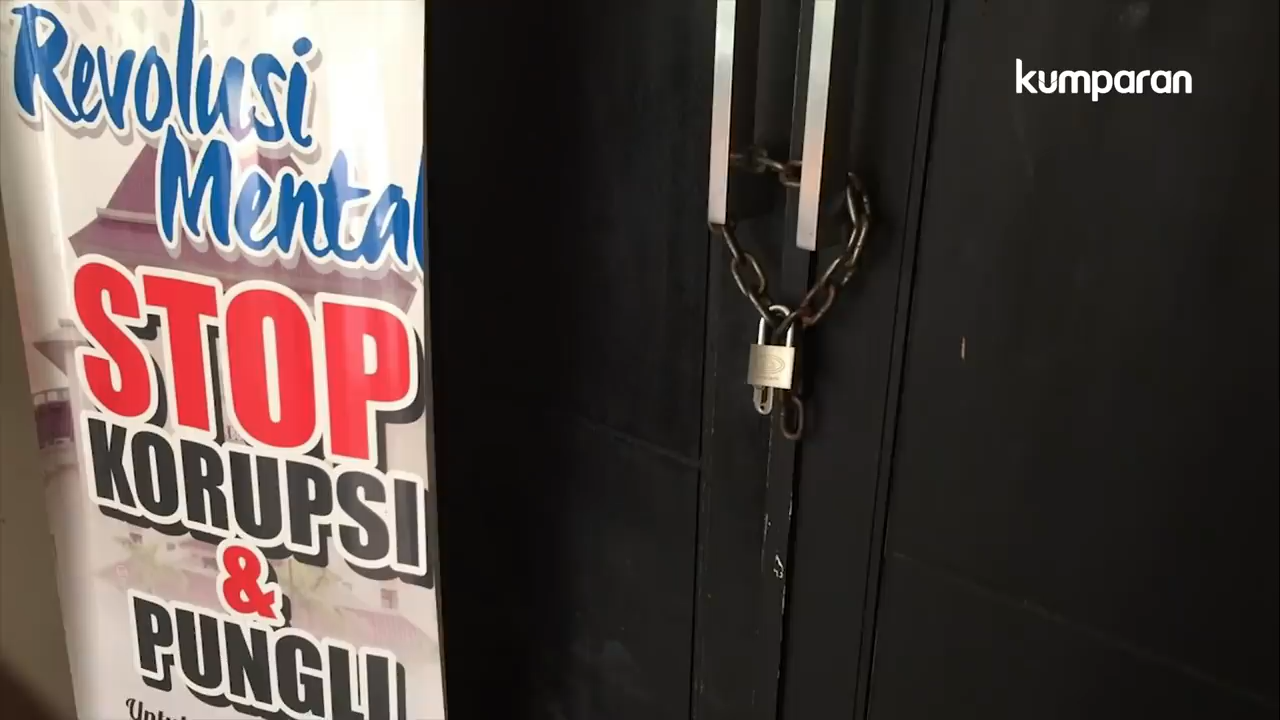 kumparan
Revolusi
Mental
STOP
KORUPSI
&
PUNGLI